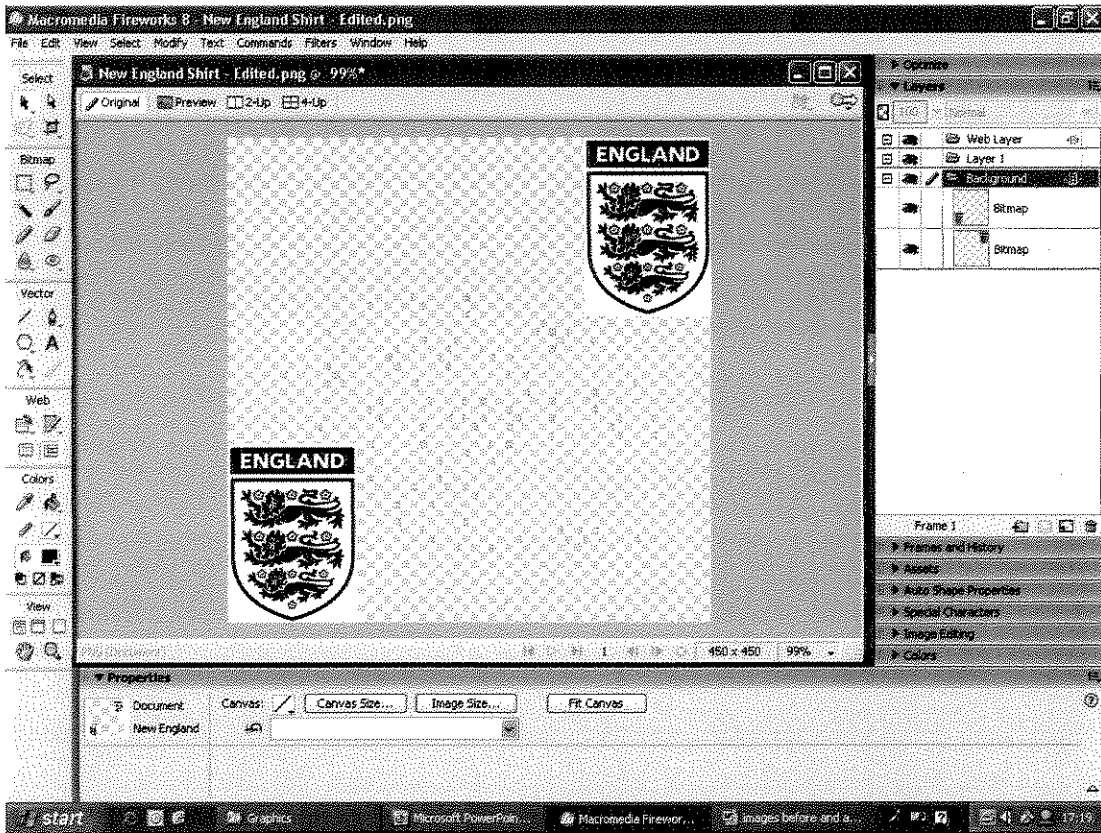 Macromedia Fireworks 8 - New England Shirt - Edited.png
File Edit View Select Modify Text Commands Filters Window Help
Select
Bitmap
Vector
Web
Colors
View
New England Shirt - Edited.png @ 99%*
Original Preview 2-Up 4-Up
ENGLAND
ENGLAND
PNG (Document) 1 450 x 450 99%
Optimize
Layers
Normal
Web Layer
Layer 1
Background
Bitmap
Bitmap
Frame 1
Frames and History
Assets
Auto Shape Properties
Special Characters
Image Editing
Colors
Properties
Document Canvas: Canvas Size... Image Size... Fit Canvas
New England
start Graphics Microsoft PowerPoin... Macromedia Firewor... images before and a... 17:19